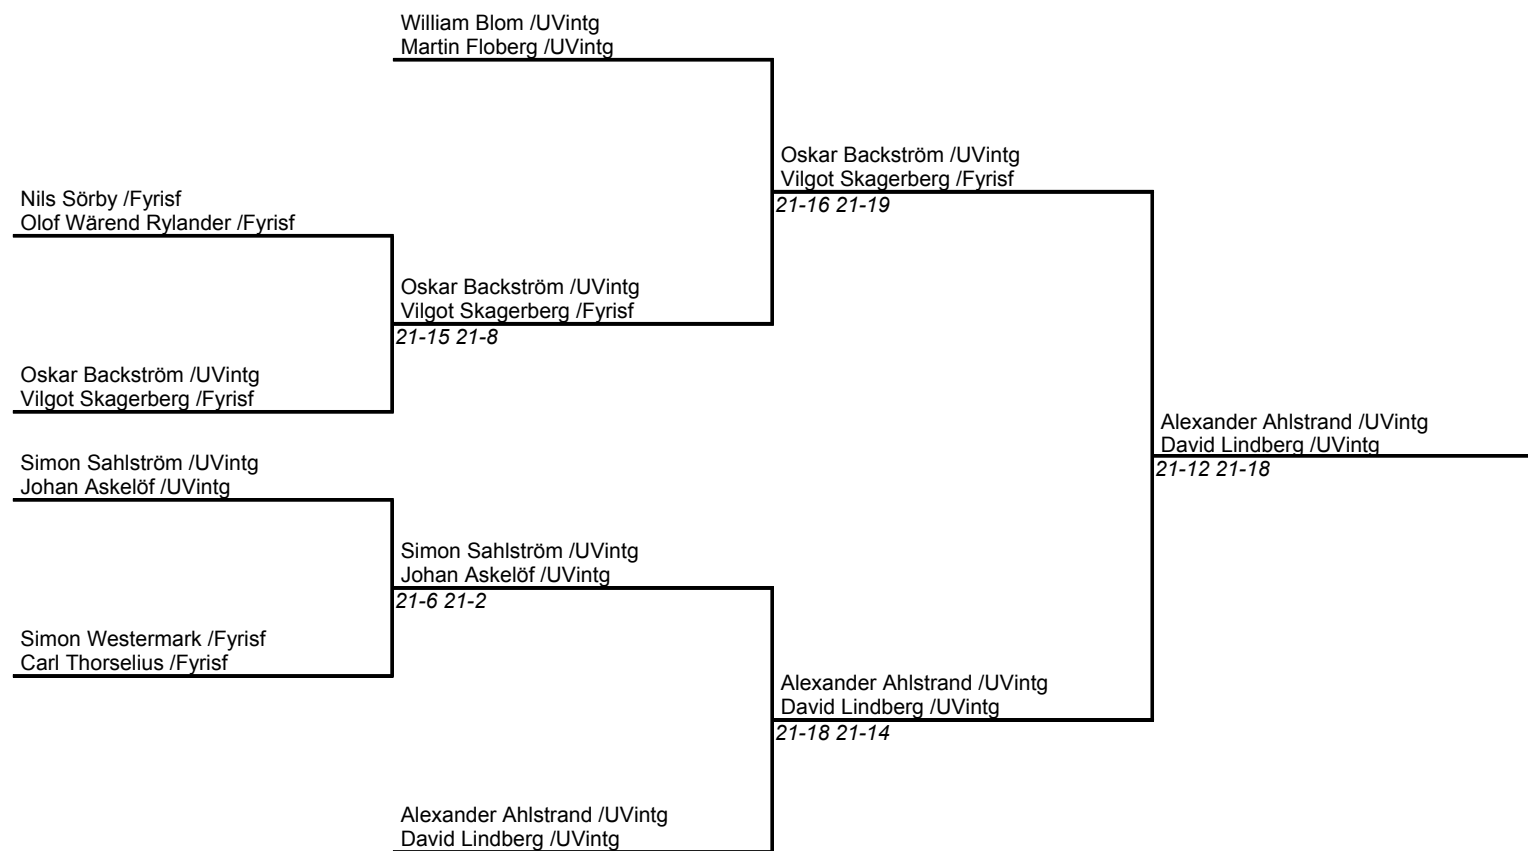 William Blom /UVintg
Martin Floberg /UVintg
Oskar Backström /UVintg
Vilgot Skagerberg /Fyrisf
21-16 21-19
Nils Sörby /Fyrisf
Olof Wärend Rylander /Fyrisf
Oskar Backström /UVintg
Vilgot Skagerberg /Fyrisf
21-15 21-8
Oskar Backström /UVintg
Vilgot Skagerberg /Fyrisf
Alexander Ahlstrand /UVintg
David Lindberg /UVintg
21-12 21-18
Simon Sahlström /UVintg
Johan Askelöf /UVintg
Simon Sahlström /UVintg
Johan Askelöf /UVintg
21-6 21-2
Simon Westermark /Fyrisf
Carl Thorselius /Fyrisf
Alexander Ahlstrand /UVintg
David Lindberg /UVintg
21-18 21-14
Alexander Ahlstrand /UVintg
David Lindberg /UVintg